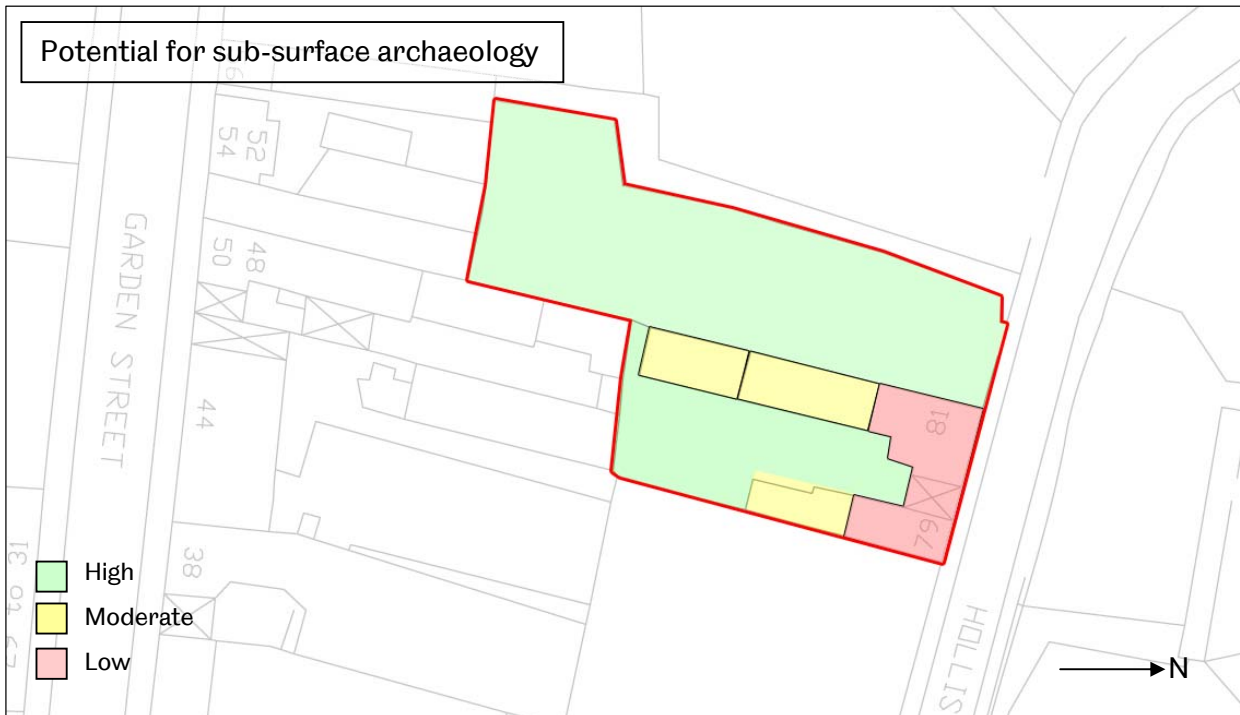 Potential for sub-surface archaeology
52
54
48
50
GARDEN STREET
44
38
81
79
HOLLIS
High
Moderate
Low
N